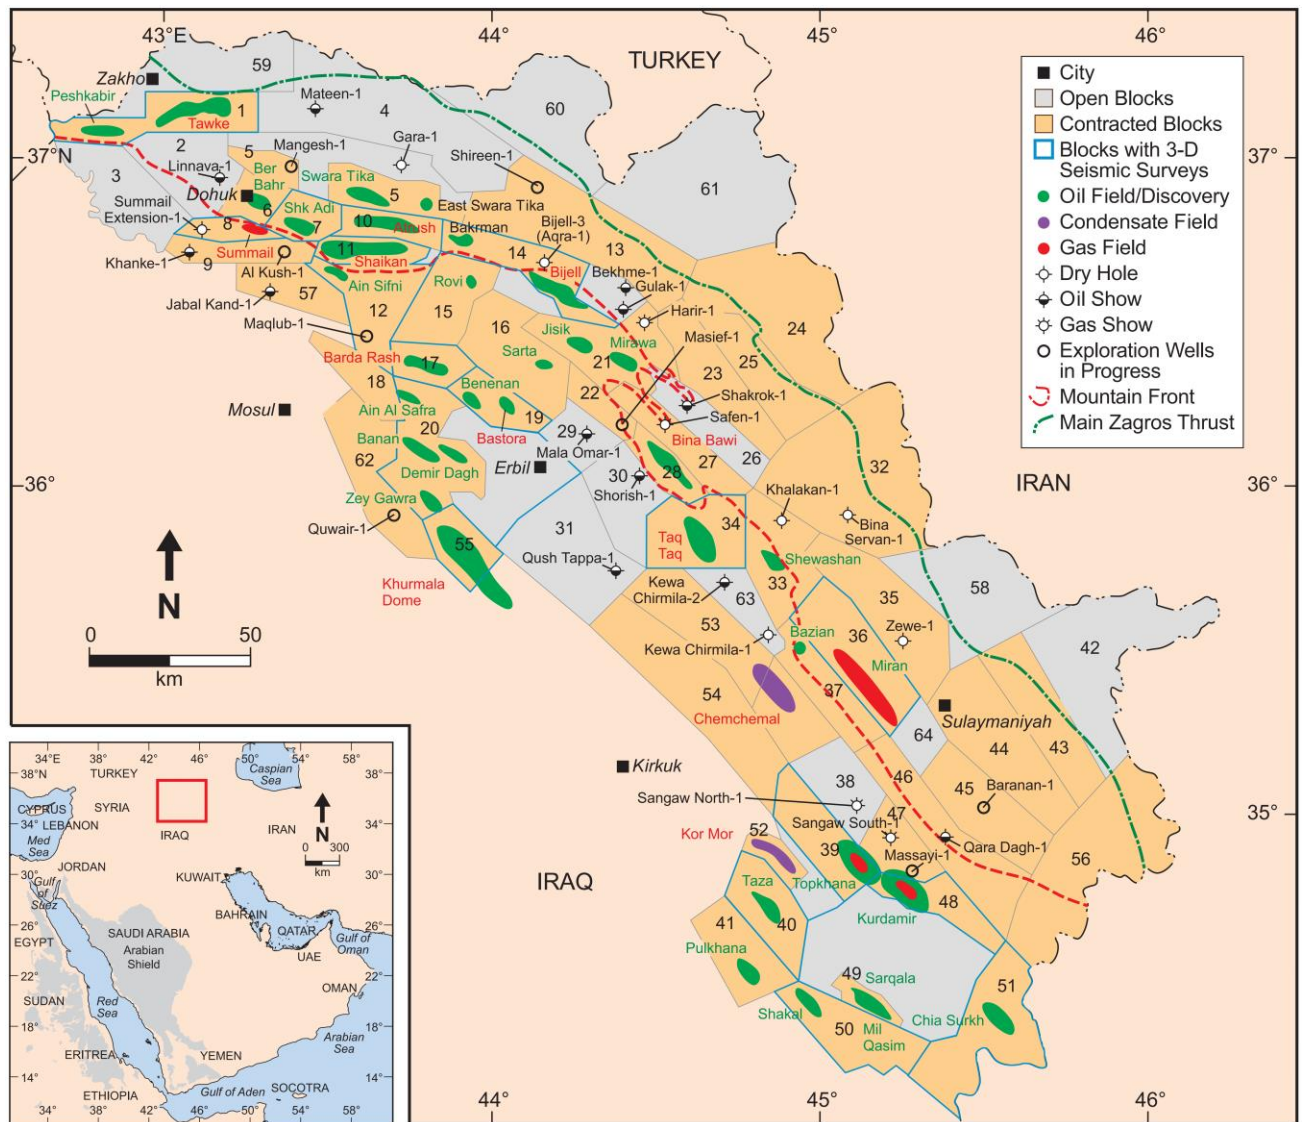 43°E
44°
45°
46°
TURKEY
Zakho
59
Peshkabir
Mateen-1
4
60
1
Tawke
37°N
37°
2
5
Mangesh-1
Gara-1
Shireen-1
Linnava-1
3
Ber
Bahr
Swara Tika
61
Dohuk
5
East Swara Tika
Summail
Extension-1
6
Shk Adi
8
7
10
Atrush
Bakrman
Bijell-3
(Aqra-1)
13
14
Summail
11
Shaikan
Khanke-1
9
Al Kush-1
Bijell
Bekhme-1
Gulak-1
Ain Sifni
Rovi
Jabal Kand-1
57
12
15
Harir-1
Maqlub-1
16
Jisik
Masief-1
24
Mirawa
25
Barda Rash
17
Sarta
21
23
18
Benenan
22
Shakrok-1
Mosul
Ain Al Safra
19
Safen-1
20
Bastora
29
Bina Bawi
Banan
Mala Omar-1
62
Demir Dagh
Erbil
27
26
28
32
36°
36°
30
Shorish-1
Zey Gawra
Khalakan-1
Quwair-1
31
34
Bina
Servan-1
55
Taq
Taq
Qush Tappa-1
Shewashan
Khurmala
Dome
Kewa
Chirmila-2
33
58
63
35
53
36
Zewe-1
Kewa Chirmila-1
Bazian
42
Miran
54
37
Chemchemal
Sulaymaniyah
64
44
43
Kirkuk
38
46
45
Baranan-1
Sangaw North-1
35°
47
Kor Mor
52
Sangaw South-1
39
Massayi-1
Qara Dagh-1
56
Topkhana
Taza
48
Kurdamir
41
40
Pulkhana
49
Sarqala
51
Shakal
Chia Surkh
50
Mil
Qasim
44°
45°
46°
IRAN
IRAQ
N
0
50
km
City
Open Blocks
Contracted Blocks
Blocks with 3-D
Seismic Surveys
Oil Field/Discovery
Condensate Field
Gas Field
Dry Hole
Oil Show
Gas Show
Exploration Wells
in Progress
Mountain Front
Main Zagros Thrust
34°E
38°
42°
46°
50°
54°
58°
38°N
TURKEY
Caspian
Sea
38°
CYPRUS
SYRIA
34°
LEBANON
IRAQ
IRAN
N
34°
Med
Sea
0
300
km
JORDAN
30°
Gulf
of
Suez
KUWAIT
30°
BAHRAIN
QATAR
26°
EGYPT
SAUDI ARABIA
Arabian
Shield
Gulf of
Oman
26°
UAE
22°
OMAN
22°
SUDAN
Red
Sea
18°
Arabian
Sea
18°
ERITREA
YEMEN
14°
ETHIOPIA
Gulf of Aden
SOCOTRA
14°
34°
38°
42°
46°
50°
54°
58°